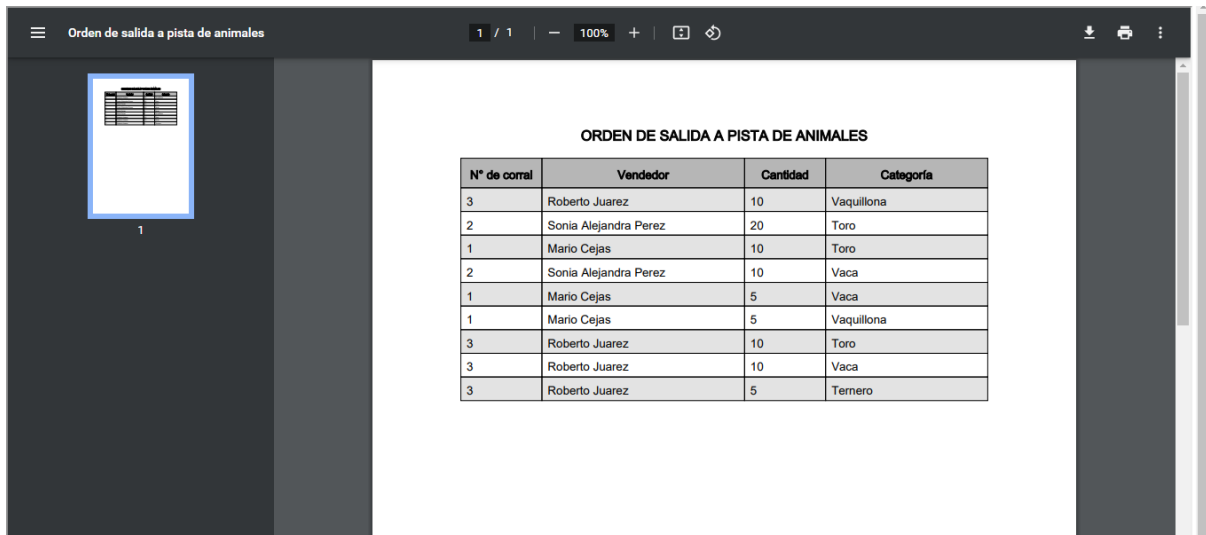 Orden de salida a pista de animales 1 / 1 100%
1
ORDEN DE SALIDA A PISTA DE ANIMALES
N° de corral Vendedor Cantidad Categoría
3 Roberto Juarez 10 Vaquillona
2 Sonia Alejandra Perez 20 Toro
1 Mario Cejas 10 Toro
2 Sonia Alejandra Perez 10 Vaca
1 Mario Cejas 5 Vaca
1 Mario Cejas 5 Vaquillona
3 Roberto Juarez 10 Toro
3 Roberto Juarez 10 Vaca
3 Roberto Juarez 5 Ternero